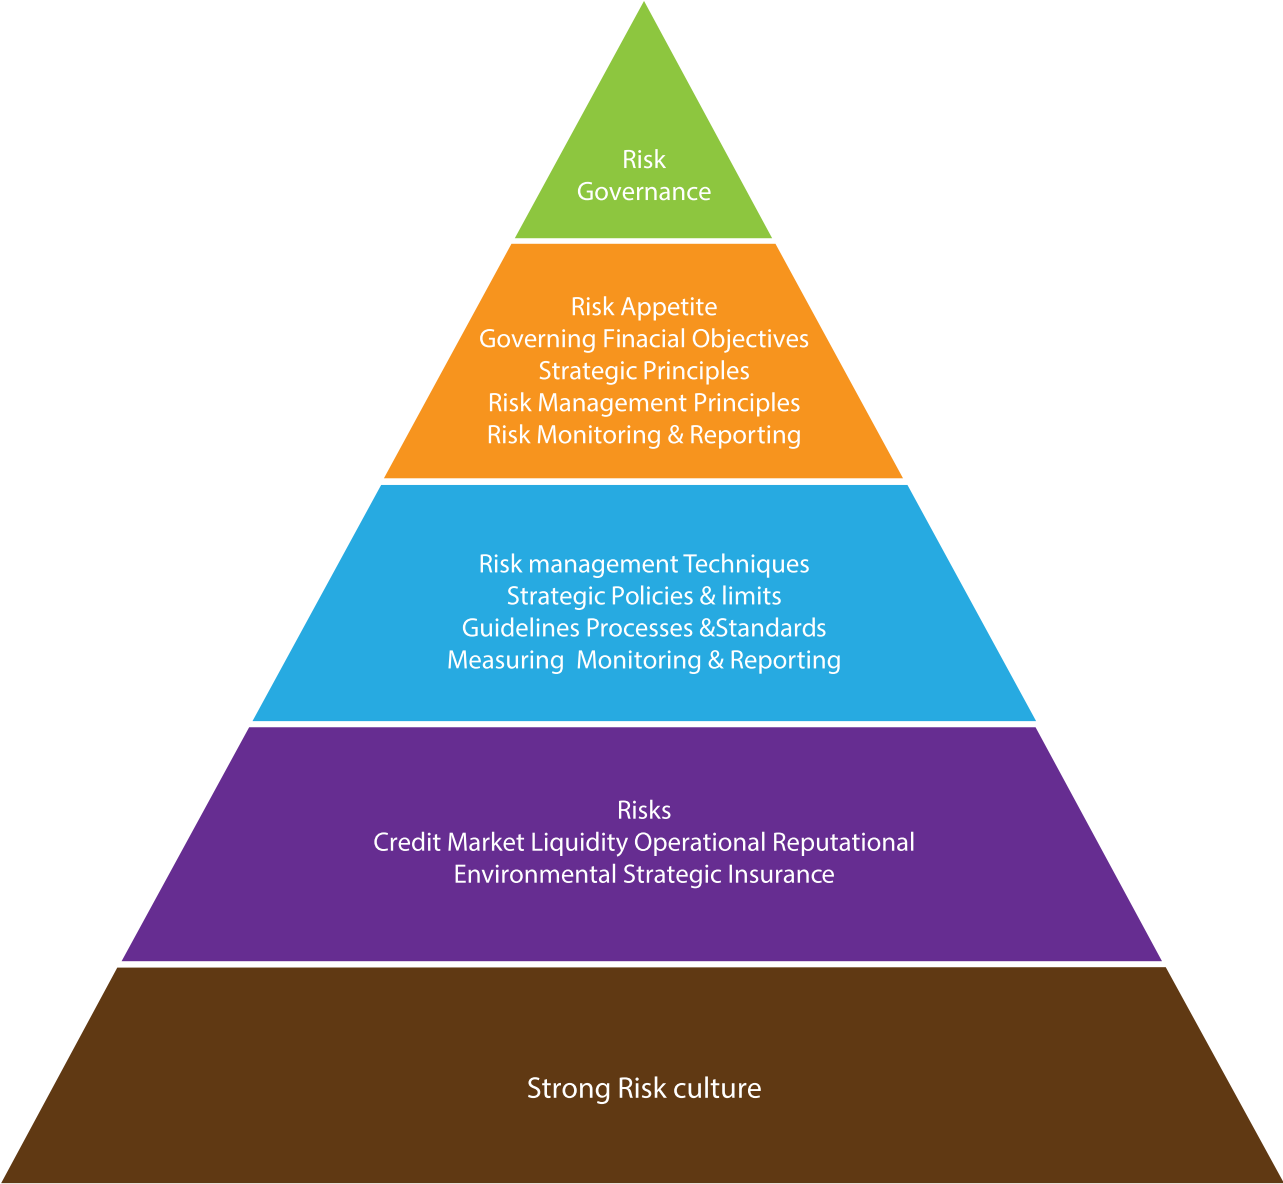 Risk
Governance
Risk Appetite
Governing Finacial Objectives
Strategic Principles
Risk Management Principles
Risk Monitoring & Reporting
Risk management Techniques
Strategic Policies & limits
Guidelines Processes &Standards
Measuring  Monitoring & Reporting
Risks
Credit Market Liquidity Operational Reputational
Environmental Strategic Insurance
Strong Risk culture